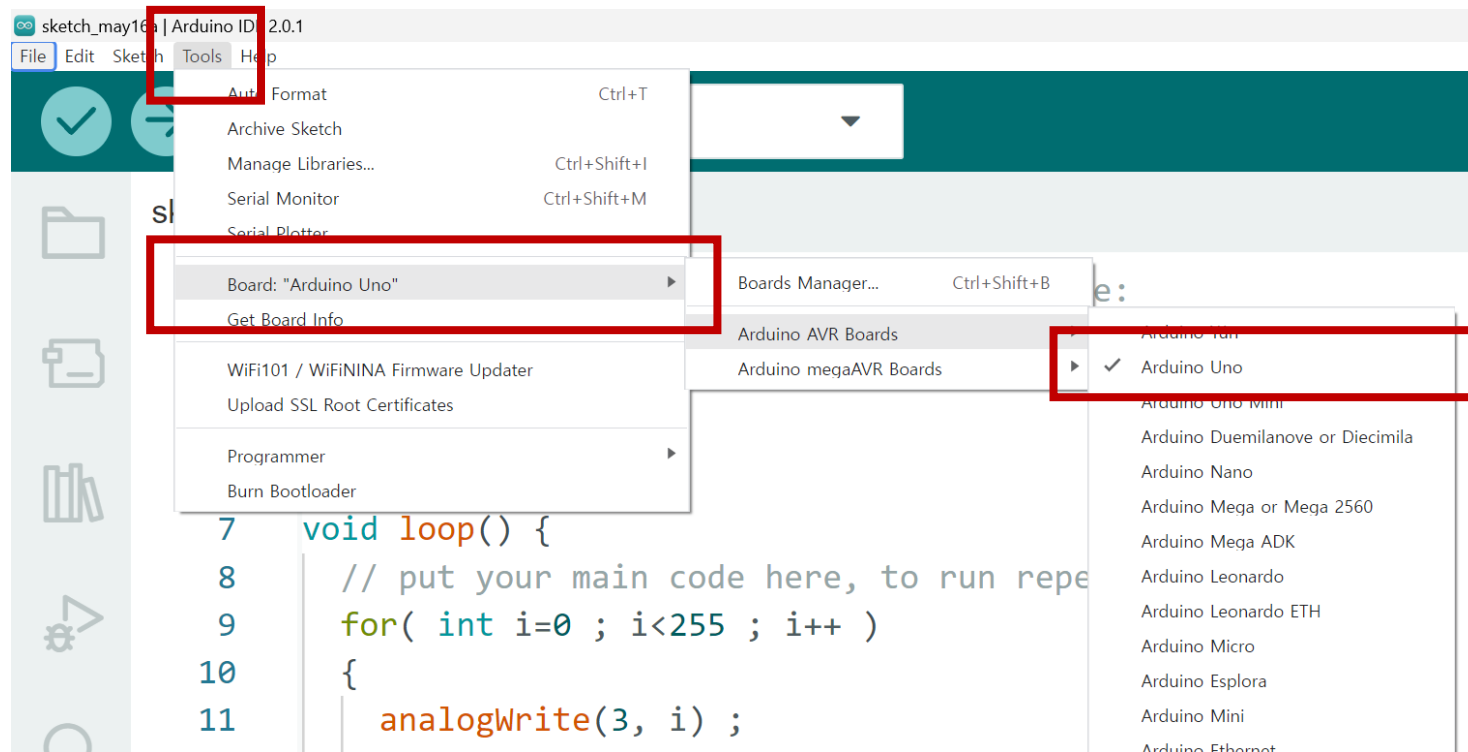 sketch_may16a | Arduino IDE 2.0.1
File Edit Sketch Tools Help
Auto Format Ctrl+T
Archive Sketch
Manage Libraries... Ctrl+Shift+I
Serial Monitor Ctrl+Shift+M
sk
Serial Plotter
Board: "Arduino Uno"
Get Board Info
WiFi101 / WiFiNINA Firmware Updater
Upload SSL Root Certificates
Programmer
Burn Bootloader
Boards Manager... Ctrl+Shift+B
Arduino AVR Boards
Arduino megaAVR Boards
e:
Arduino Yún
Arduino Uno
Arduino Uno Mini
Arduino Duemilanove or Diecimila
Arduino Nano
Arduino Mega or Mega 2560
Arduino Mega ADK
Arduino Leonardo
Arduino Leonardo ETH
Arduino Micro
Arduino Esplora
Arduino Mini
Arduino Ethernet
7 void loop() {
8 // put your main code here, to run repe
9 for( int i=0 ; i<255 ; i++ )
10 {
11 analogWrite(3, i) ;